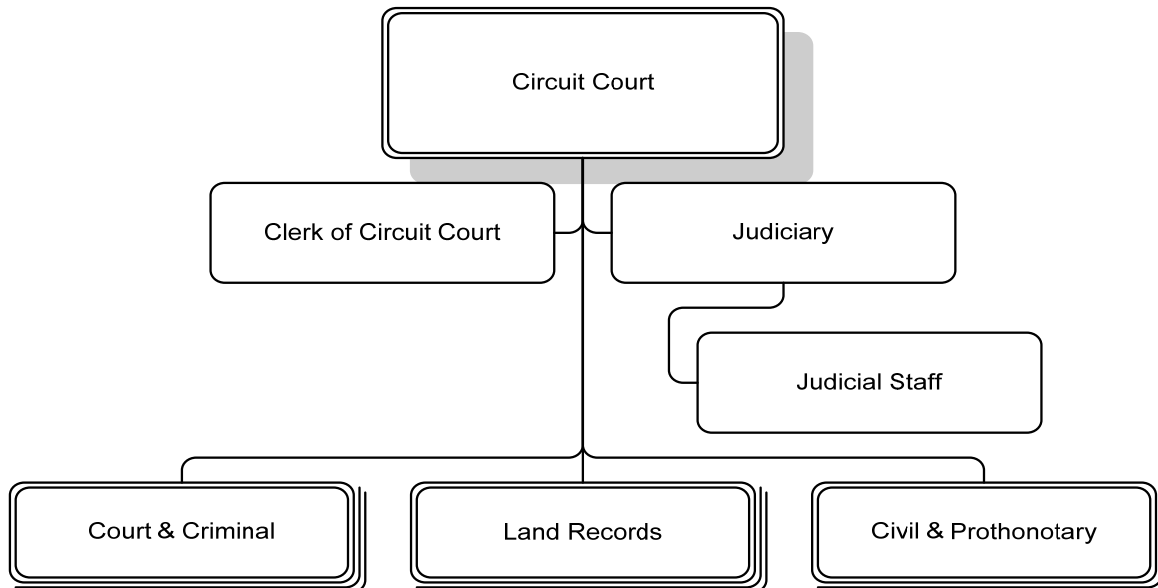 Circuit Court
Clerk of Circuit Court
Judiciary
Judicial Staff
Court & Criminal
Land Records
Civil & Prothonotary